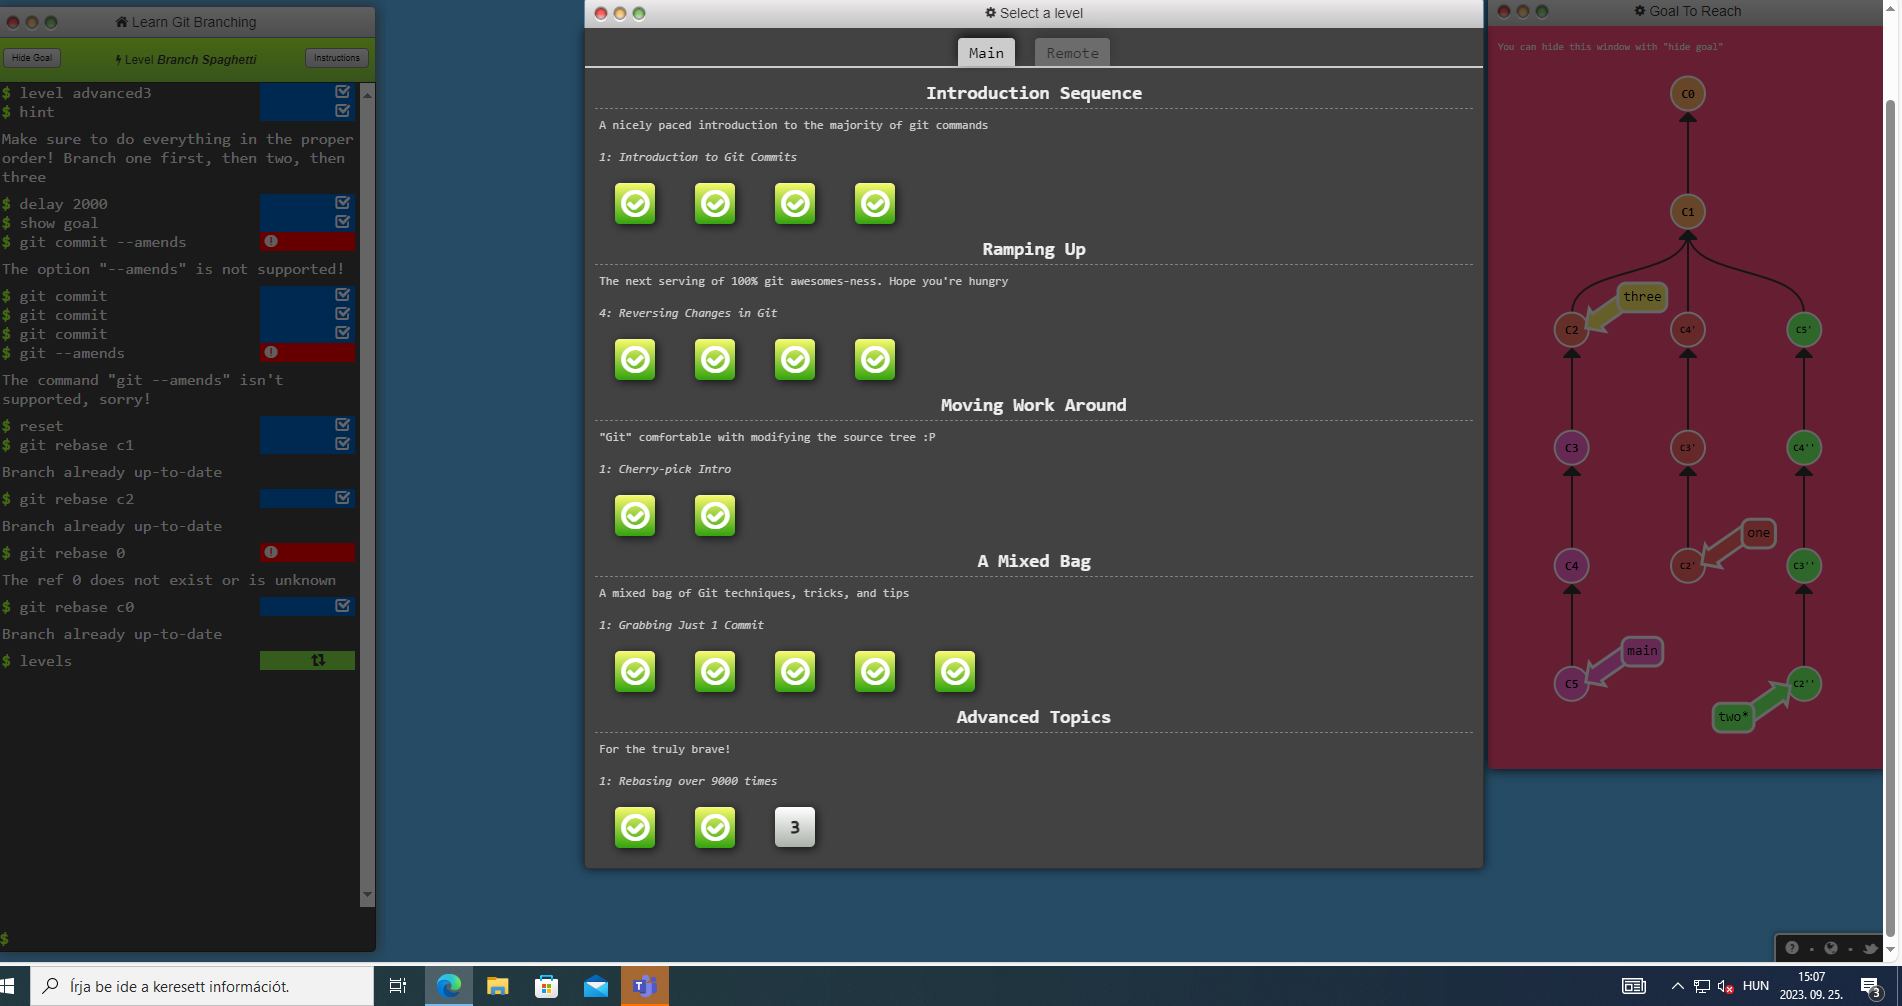 Learn Git Branching
Hide Goal
Level Branch Spaghetti
Instructions
$ level advanced3
$ hint
Make sure to do everything in the proper
order! Branch one first, then two, then
three
$ delay 2000
$ show goal
$ git commit --amends
The option "--amends" is not supported!
$ git commit
$ git commit
$ git commit
$ git --amends
The command "git --amends" isn't
supported, sorry!
$ reset
$ git rebase c1
Branch already up-to-date
$ git rebase c2
Branch already up-to-date
$ git rebase 0
The ref 0 does not exist or is unknown
$ git rebase c0
Branch already up-to-date
$ levels
$
Select a level
Main
Remote
Introduction Sequence
A nicely paced introduction to the majority of git commands
1: Introduction to Git Commits
Ramping Up
The next serving of 100% git awesomes-ness. Hope you're hungry
4: Reversing Changes in Git
Moving Work Around
"Git" comfortable with modifying the source tree :P
1: Cherry-pick Intro
A Mixed Bag
A mixed bag of Git techniques, tricks, and tips
1: Grabbing Just 1 Commit
Advanced Topics
For the truly brave!
1: Rebasing over 9000 times
3
Goal To Reach
You can hide this window with "hide goal"
C0
C1
three
C2
C4'
C5'
C3
C3'
C4''
one
C4
C2'
C3''
main
C5
C2''
two*
Írja be ide a keresett információt.
HUN
15:07
2023. 09. 25.
3